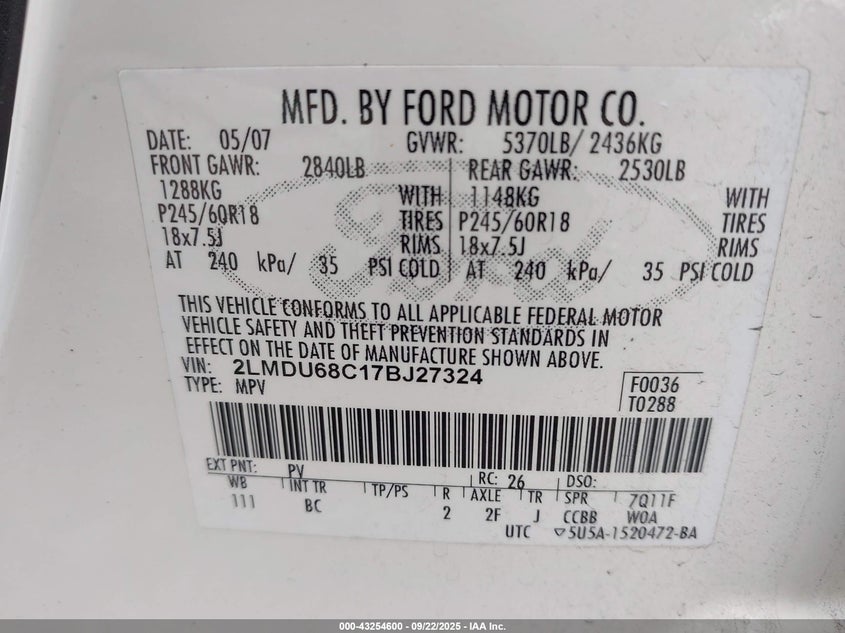 MFD. BY FORD MOTOR CO.
DATE: 05/07 GVWR: 5370LB/ 2436KG
FRONT GAWR: 2840LB REAR GAWR: 2530LB
1288KG WITH 1148KG WITH
P245/60R18 TIRES P245/60R18 TIRES
18x7.5J RIMS 18x7.5J RIMS
AT 240 kPa/ 35 PSI COLD AT 240 kPa/ 35 PSI COLD
THIS VEHICLE CONFORMS TO ALL APPLICABLE FEDERAL MOTOR
VEHICLE SAFETY AND THEFT PREVENTION STANDARDS IN
EFFECT ON THE DATE OF MANUFACTURE SHOWN ABOVE.
VIN: 2LMDU68C17BJ27324
TYPE: MPV
F0036
T0288
EXT PNT: PV RC: 26 DSO:
WB INT TR TP/PS R AXLE TR SPR 7Q11F
111 BC 2 2F J CCBB WOA
UTC ▽5U5A-1520472-BA
Ford
000-43254600 - 09/22/2025 - IAA Inc.